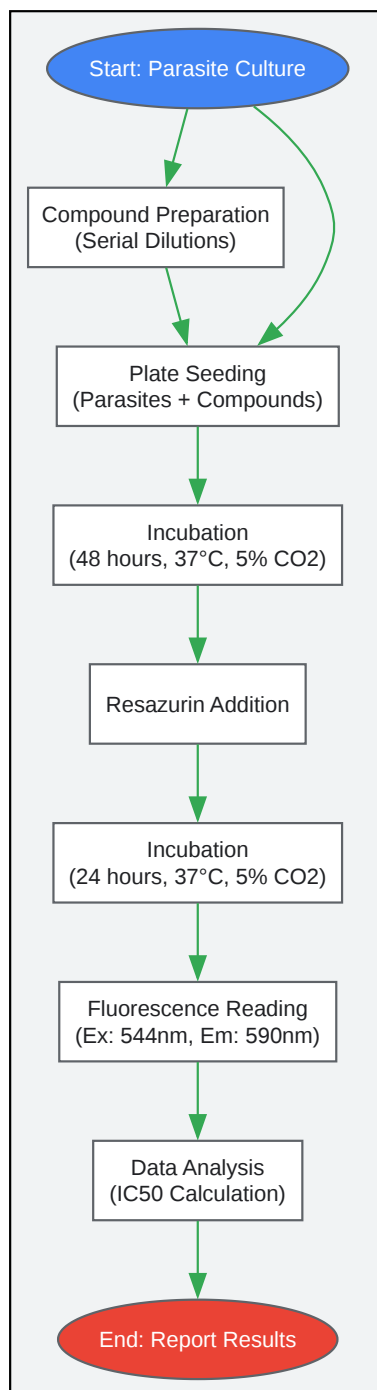 Start: Parasite Culture
Compound Preparation
(Serial Dilutions)
Plate Seeding
(Parasites + Compounds)
Incubation
(48 hours, 37°C, 5% CO2)
Resazurin Addition
Incubation
(24 hours, 37°C, 5% CO2)
Fluorescence Reading
(Ex: 544nm, Em: 590nm)
Data Analysis
(IC50 Calculation)
End: Report Results